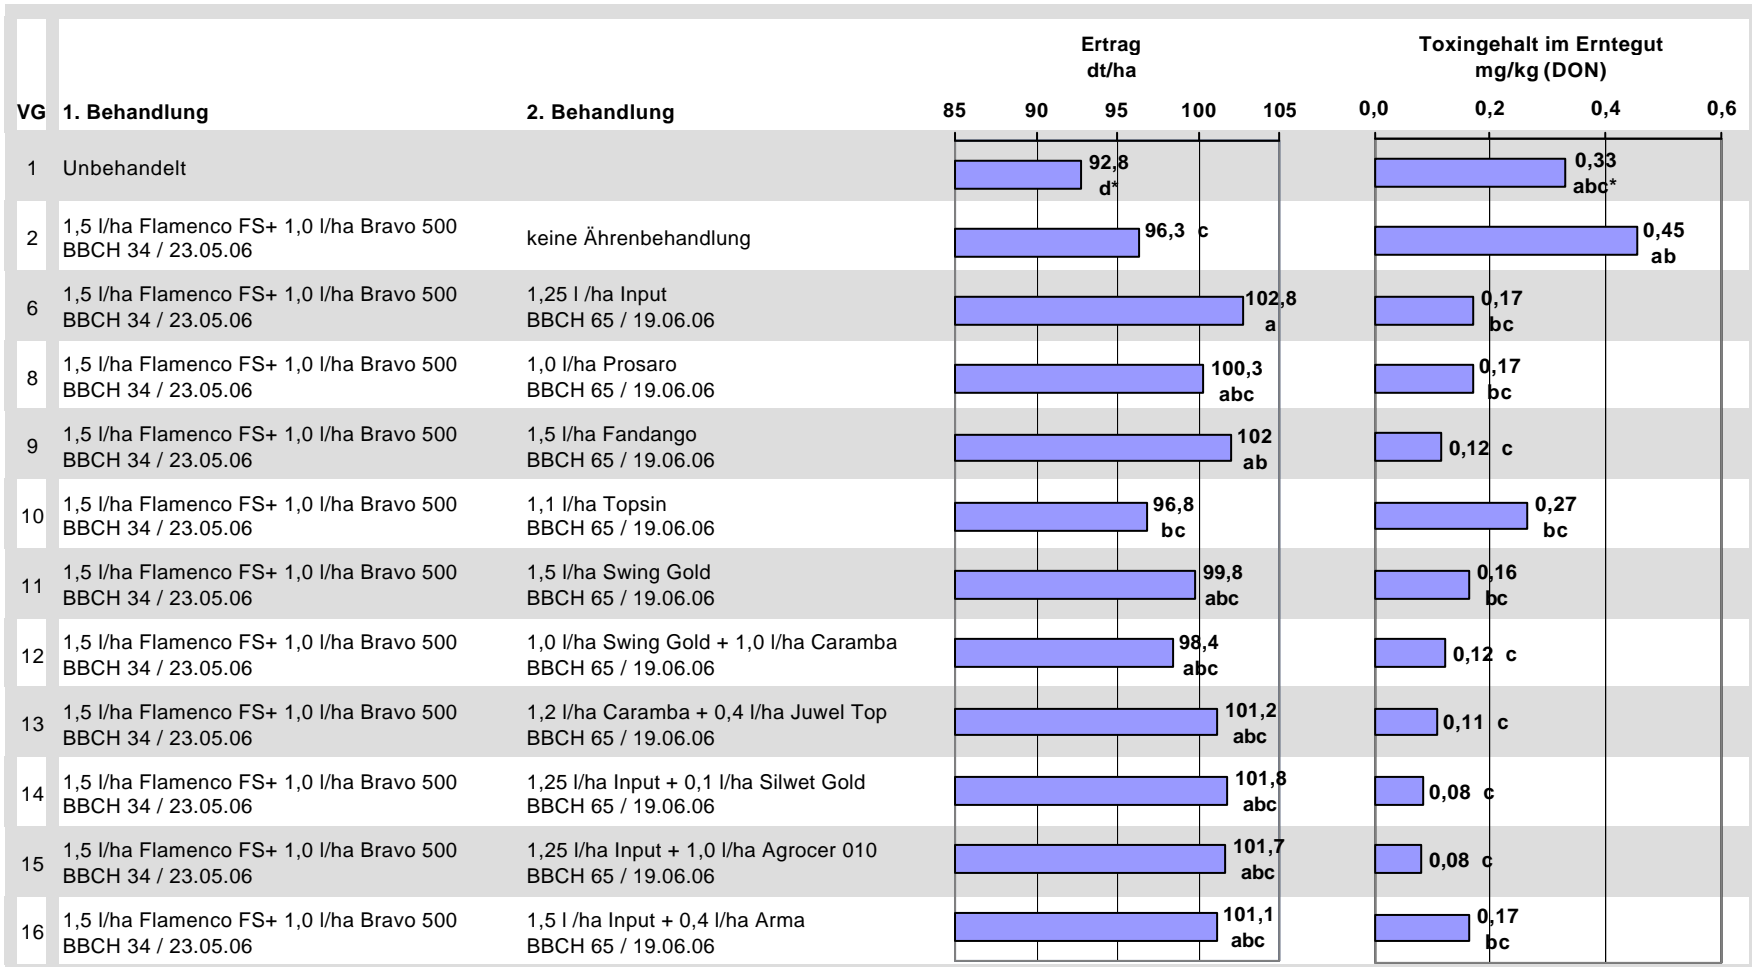 Ertrag
dt/ha
Toxingehalt im Erntegut
mg/kg (DON)
VG 1. Behandlung 2. Behandlung 85 90 95 100 105 0,0 0,2 0,4 0,6
1 Unbehandelt 92,8 0,33
d* abc*
2 1,5 l/ha Flamenco FS+ 1,0 l/ha Bravo 500 keine Ährenbehandlung 96,3 c 0,45
BBCH 34 / 23.05.06 ab
6 1,5 l/ha Flamenco FS+ 1,0 l/ha Bravo 500 1,25 l /ha Input 102,8 0,17
BBCH 34 / 23.05.06 BBCH 65 / 19.06.06 a bc
8 1,5 l/ha Flamenco FS+ 1,0 l/ha Bravo 500 1,0 l/ha Prosaro 100,3 0,17
BBCH 34 / 23.05.06 BBCH 65 / 19.06.06 abc bc
9 1,5 l/ha Flamenco FS+ 1,0 l/ha Bravo 500 1,5 l/ha Fandango 102 0,12 c
BBCH 34 / 23.05.06 BBCH 65 / 19.06.06 ab
10 1,5 l/ha Flamenco FS+ 1,0 l/ha Bravo 500 1,1 l/ha Topsin 96,8 0,27
BBCH 34 / 23.05.06 BBCH 65 / 19.06.06 bc bc
11 1,5 l/ha Flamenco FS+ 1,0 l/ha Bravo 500 1,5 l/ha Swing Gold 99,8 0,16
BBCH 34 / 23.05.06 BBCH 65 / 19.06.06 abc bc
12 1,5 l/ha Flamenco FS+ 1,0 l/ha Bravo 500 1,0 l/ha Swing Gold + 1,0 l/ha Caramba 98,4 0,12 c
BBCH 34 / 23.05.06 BBCH 65 / 19.06.06 abc
13 1,5 l/ha Flamenco FS+ 1,0 l/ha Bravo 500 1,2 l/ha Caramba + 0,4 l/ha Juwel Top 101,2 0,11 c
BBCH 34 / 23.05.06 BBCH 65 / 19.06.06 abc
14 1,5 l/ha Flamenco FS+ 1,0 l/ha Bravo 500 1,25 l/ha Input + 0,1 l/ha Silwet Gold 101,8 0,08 c
BBCH 34 / 23.05.06 BBCH 65 / 19.06.06 abc
15 1,5 l/ha Flamenco FS+ 1,0 l/ha Bravo 500 1,25 l/ha Input + 1,0 l/ha Agrocer 010 101,7 0,08 c
BBCH 34 / 23.05.06 BBCH 65 / 19.06.06 abc
16 1,5 l/ha Flamenco FS+ 1,0 l/ha Bravo 500 1,5 l /ha Input + 0,4 l/ha Arma 101,1 0,17
BBCH 34 / 23.05.06 BBCH 65 / 19.06.06 abc bc